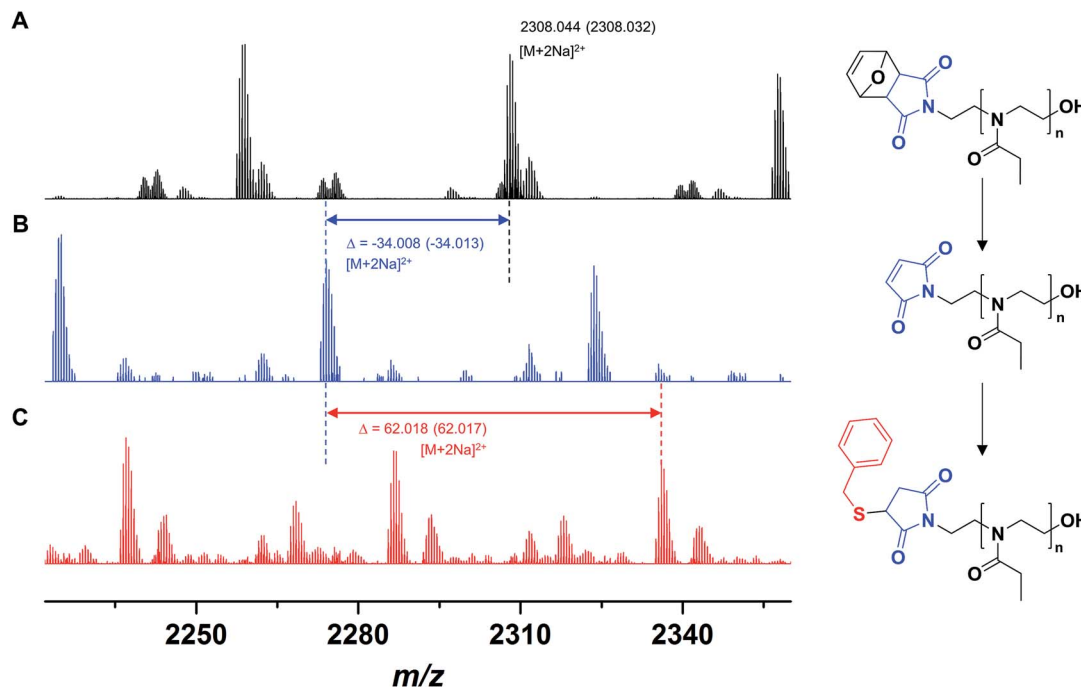 A
2308.044 (2308.032)
[M+2Na]2+
O
O
N
O
N
OH
n
O
B
Δ = -34.008 (-34.013)
[M+2Na]2+
O
N
O
N
OH
n
O
C
Δ = 62.018 (62.017)
[M+2Na]2+
S
O
N
O
N
OH
n
O
2250
2280
2310
2340
m/z